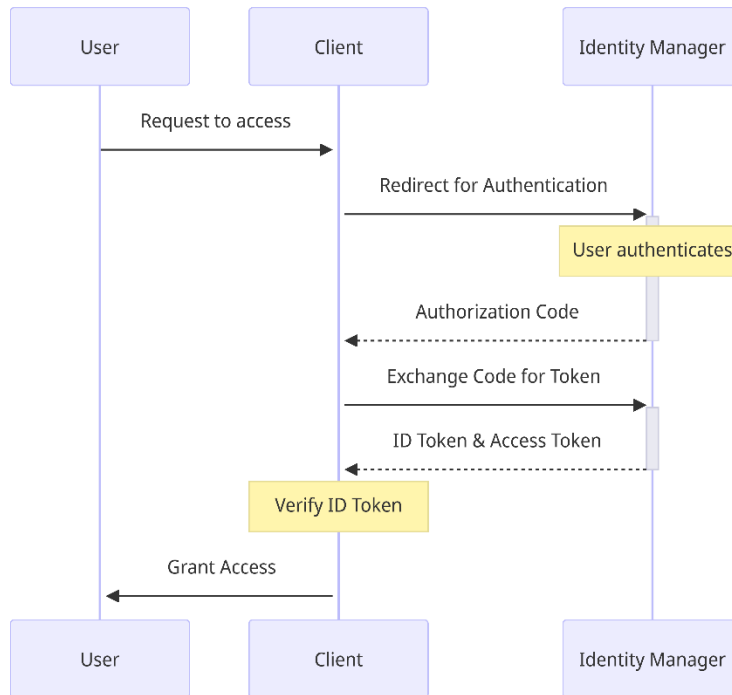 User
Client
Identity Manager
Request to access
Redirect for Authentication
User authenticates
Authorization Code
Exchange Code for Token
ID Token & Access Token
Verify ID Token
Grant Access
User
Client
Identity Manager